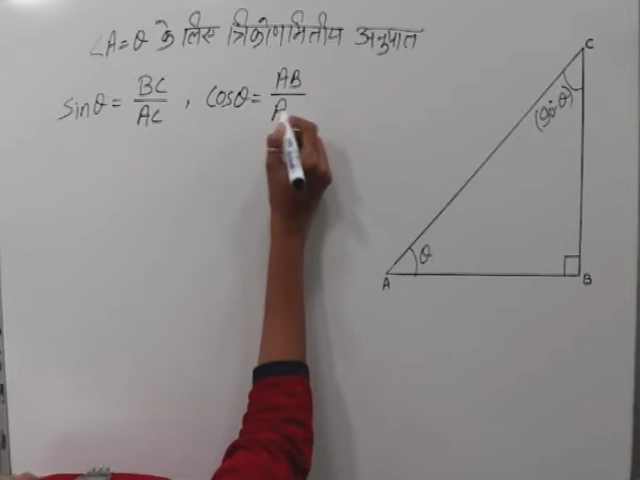 ∠A = θ के लिए त्रिकोणमितीय अनुपात
sinθ = BC/AC , cosθ = AB/A
C
(90°-θ)
θ
A
B